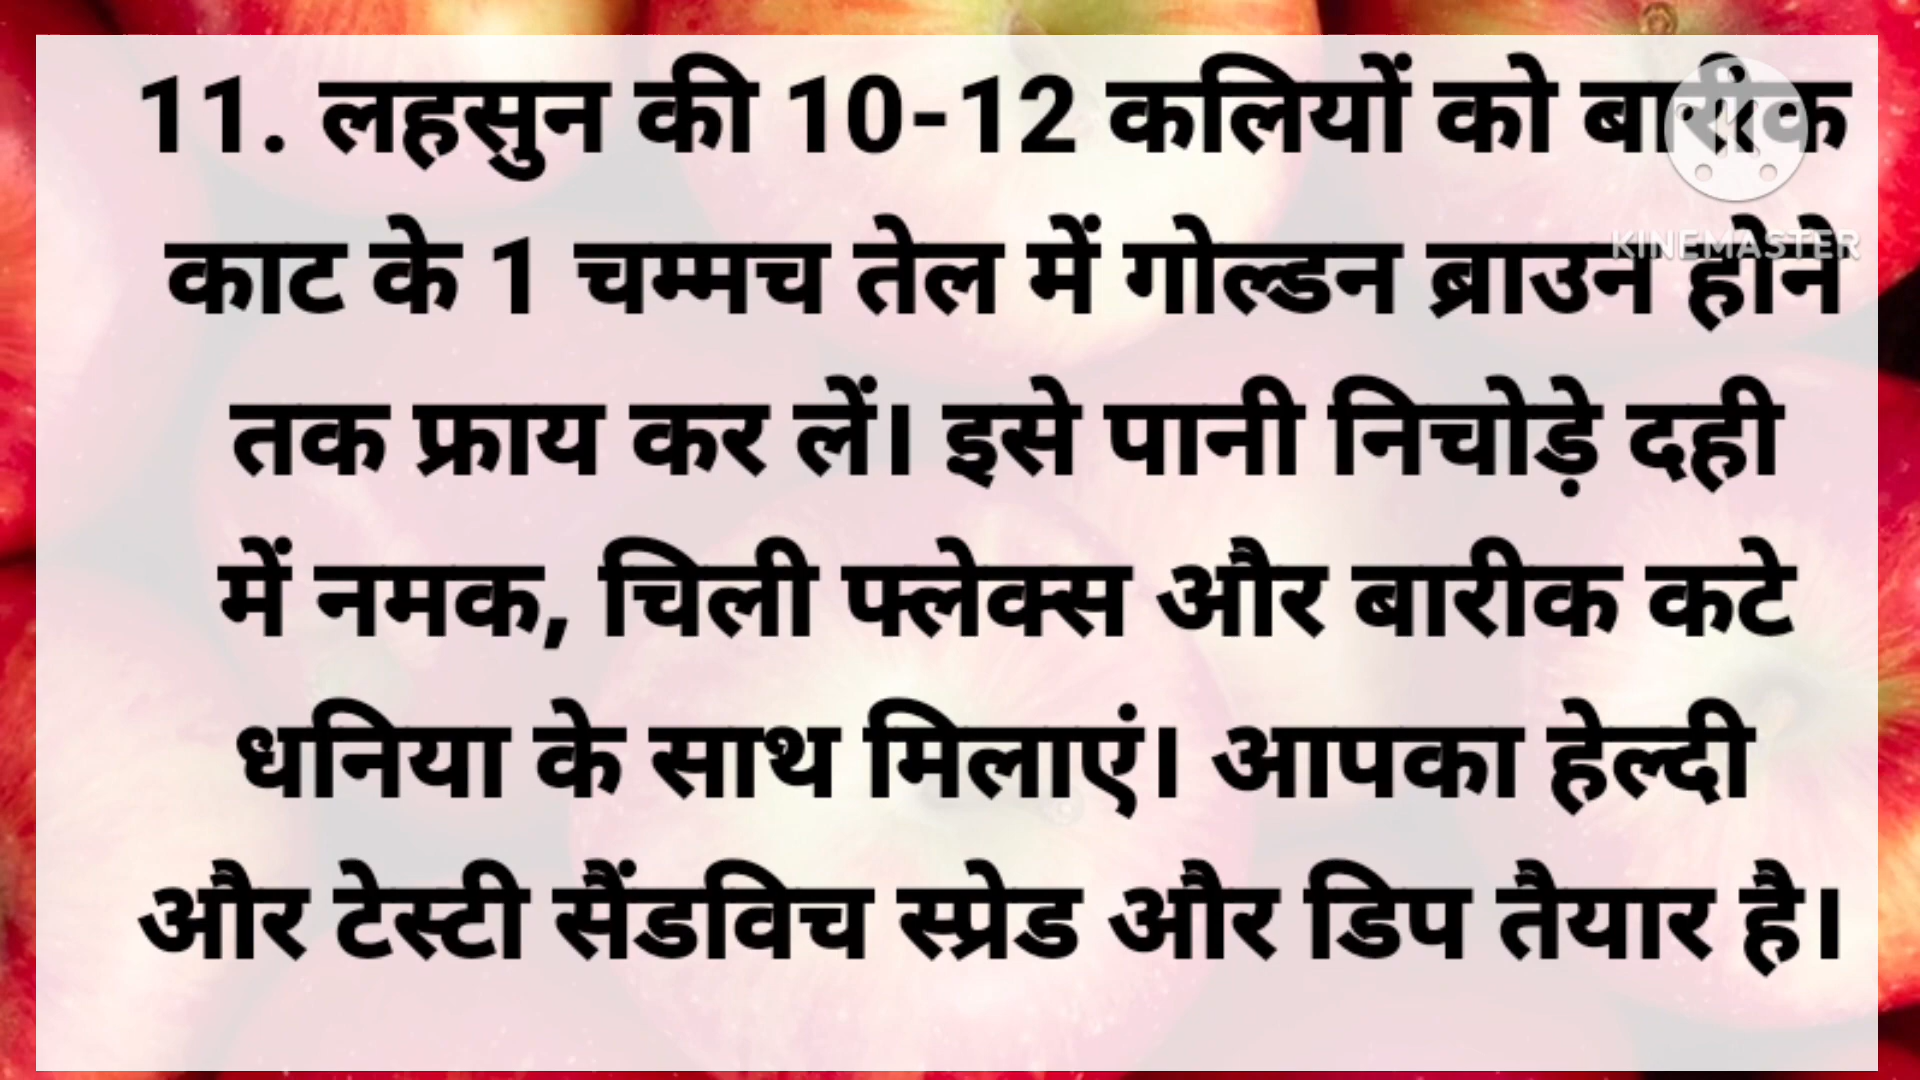 11. लहसुन की 10-12 कलियों को बारीक
काट के 1 चम्मच तेल में गोल्डन ब्राउन होने
तक फ्राय कर लें। इसे पानी निचोड़े दही
में नमक, चिली फ्लेक्स और बारीक कटे
धनिया के साथ मिलाएं। आपका हेल्दी
और टेस्टी सैंडविच स्प्रेड और डिप तैयार है।
KINEMASTER